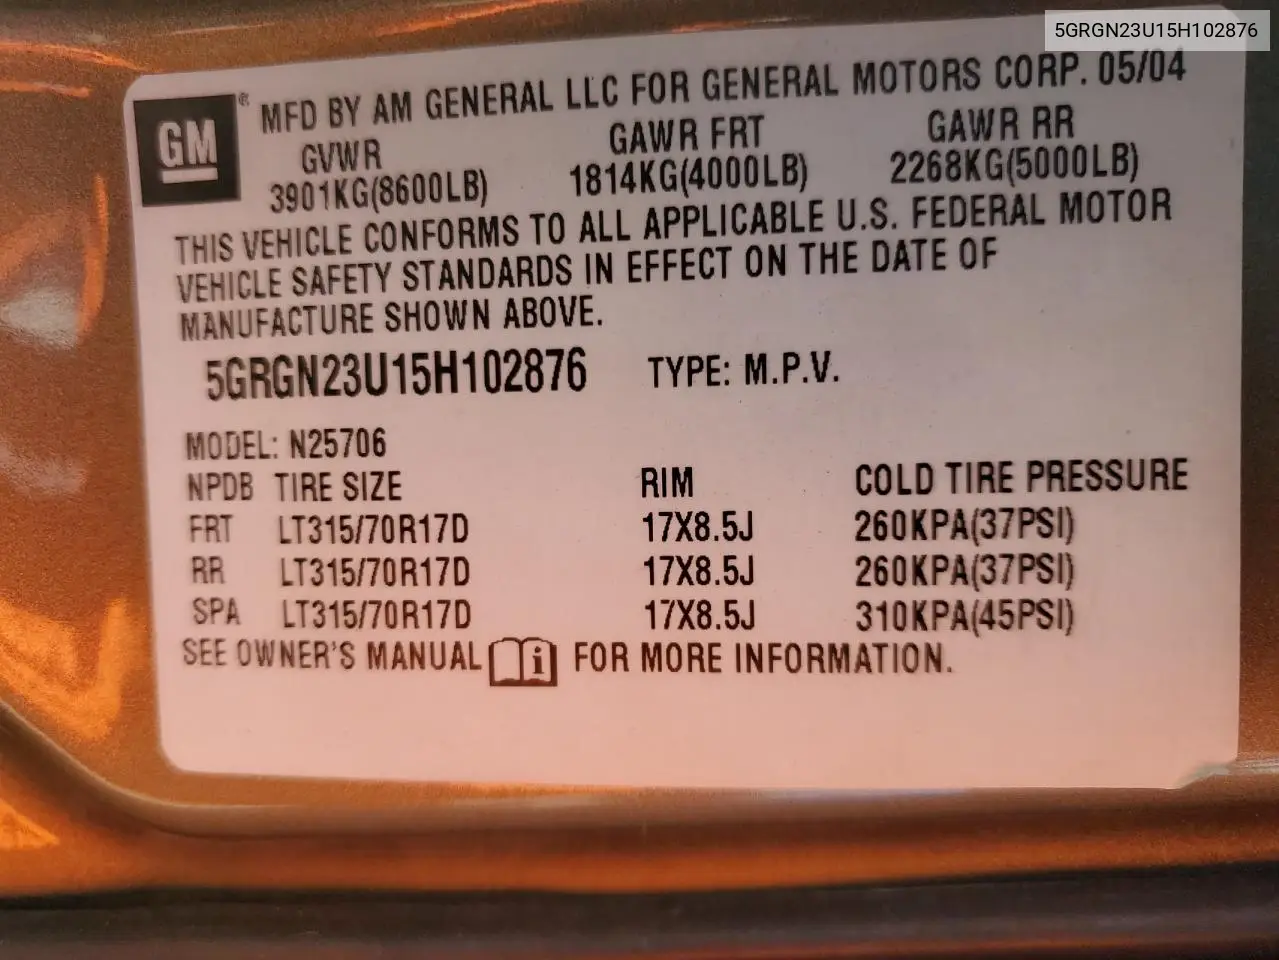 5GRGN23U15H102876
GM® MFD BY AM GENERAL LLC FOR GENERAL MOTORS CORP. 05/04
GVWR GAWR FRT GAWR RR
3901KG(8600LB) 1814KG(4000LB) 2268KG(5000LB)
THIS VEHICLE CONFORMS TO ALL APPLICABLE U.S. FEDERAL MOTOR
VEHICLE SAFETY STANDARDS IN EFFECT ON THE DATE OF
MANUFACTURE SHOWN ABOVE.
5GRGN23U15H102876 TYPE: M.P.V.
MODEL: N25706
NPDB TIRE SIZE RIM COLD TIRE PRESSURE
FRT LT315/70R17D 17X8.5J 260KPA(37PSI)
RR LT315/70R17D 17X8.5J 260KPA(37PSI)
SPA LT315/70R17D 17X8.5J 310KPA(45PSI)
SEE OWNER'S MANUAL i FOR MORE INFORMATION.